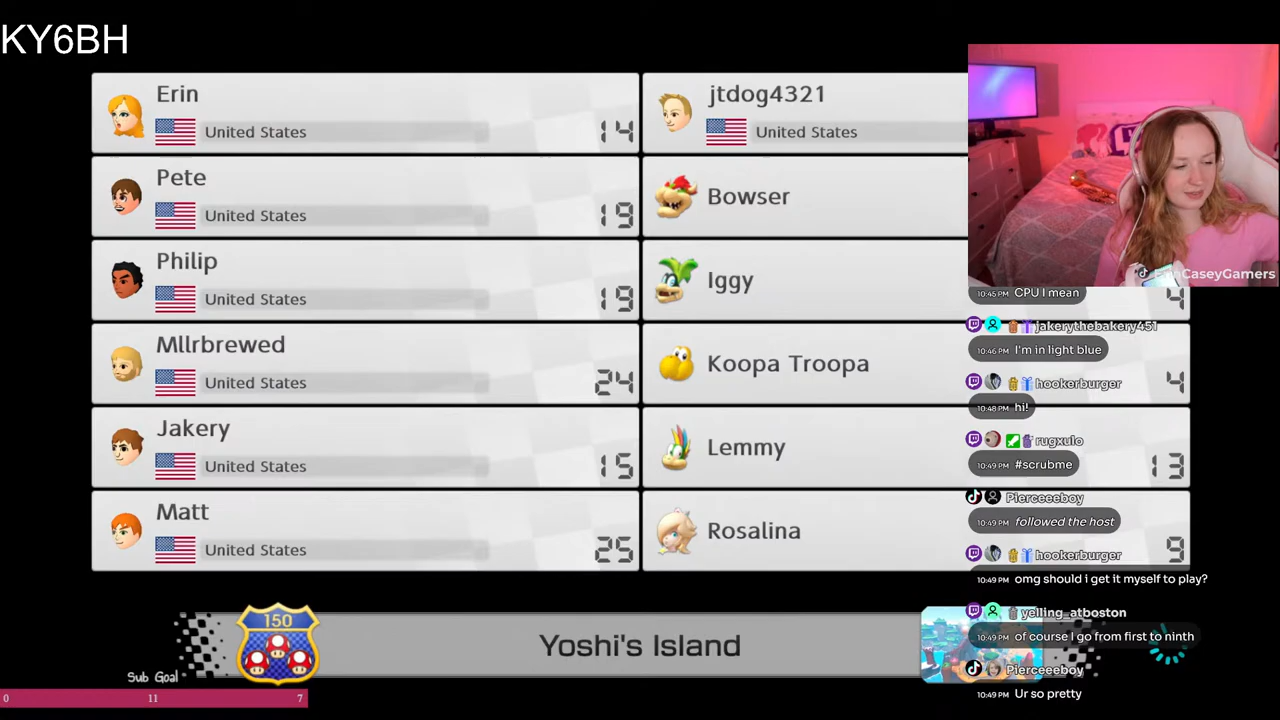 KY6BH
Erin
United States
14
Pete
United States
19
Philip
United States
19
Mllrbrewed
United States
24
Jakery
United States
15
Matt
United States
25
jtdog4321
United States
Bowser
Iggy
4
Koopa Troopa
4
Lemmy
13
Rosalina
9
CaseyGamers
10:45 PM CPU I mean
jakerythebakery451
10:46 PM I'm in light blue
hookerburger
10:48 PM hi!
rugxulo
10:49 PM #scrubme
Pierceeeboy
10:49 PM followed the host
hookerburger
10:49 PM omg should i get it myself to play?
yelling_atboston
10:49 PM of course I go from first to ninth
Pierceeeboy
10:49 PM Ur so pretty
150
Yoshi's Island
Sub Goal
0 11 7